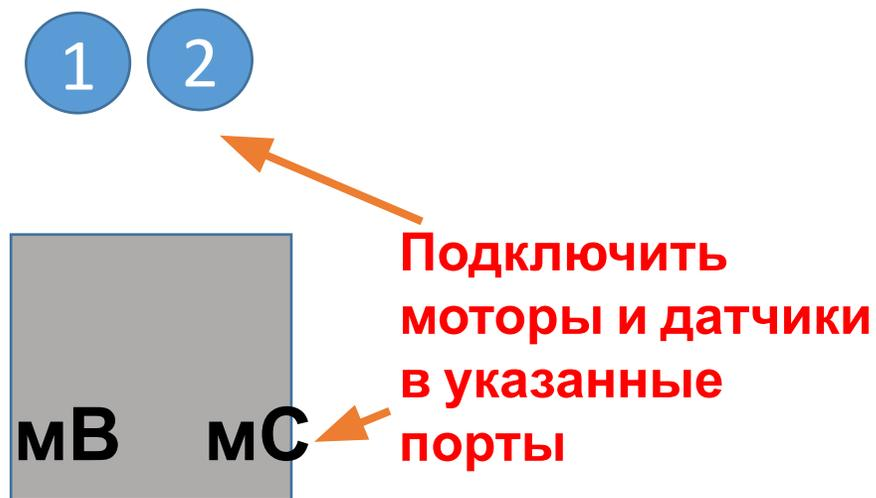 1 2
Подключить
моторы и датчики
в указанные
порты
мВ мС